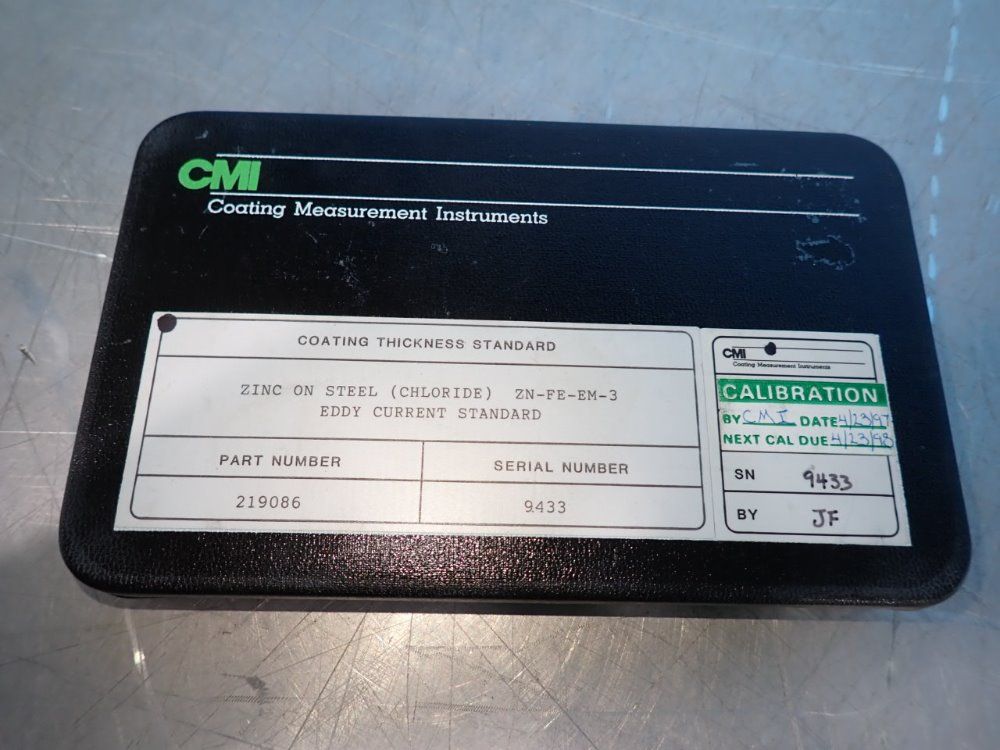 CMI
Coating Measurement Instruments
COATING THICKNESS STANDARD
ZINC ON STEEL (CHLORIDE) ZN-FE-EM-3
EDDY CURRENT STANDARD
PART NUMBER
SERIAL NUMBER
219086
9433
CMI
Coating Measurement Instruments
CALIBRATION
BY CMI DATE 4/23/97
NEXT CAL DUE 4/23/98
SN 9433
BY JF